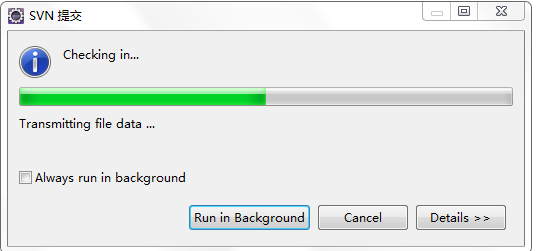 SVN 提交
Checking in...
Transmitting file data ...
Always run in background
Run in Background
Cancel
Details >>